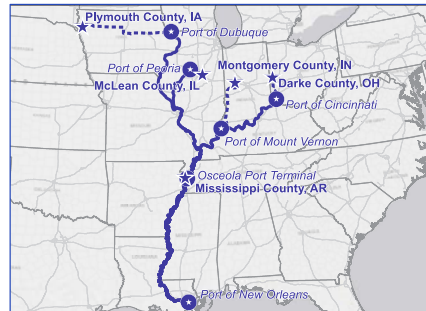 Plymouth County, IA
Port of Dubuque
Port of Peoria
Montgomery County, IN
McLean County, IL
Darke County, OH
Port of Cincinnati
Port of Mount Vernon
Osceola Port Terminal
Mississippi County, AR
Port of New Orleans